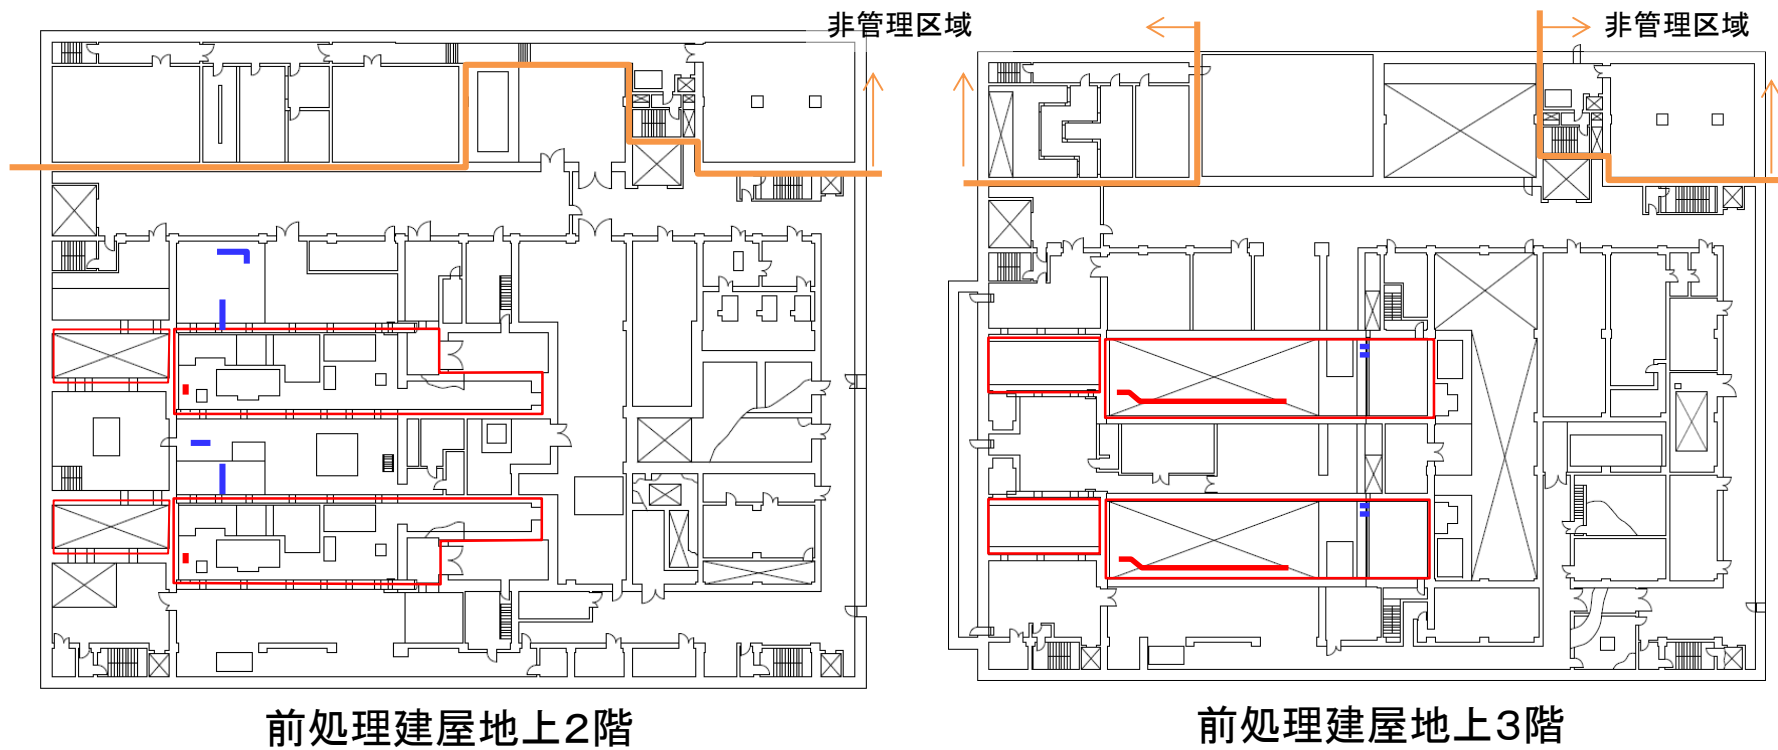 非管理区域
非管理区域
前処理建屋地上2階
前処理建屋地上3階